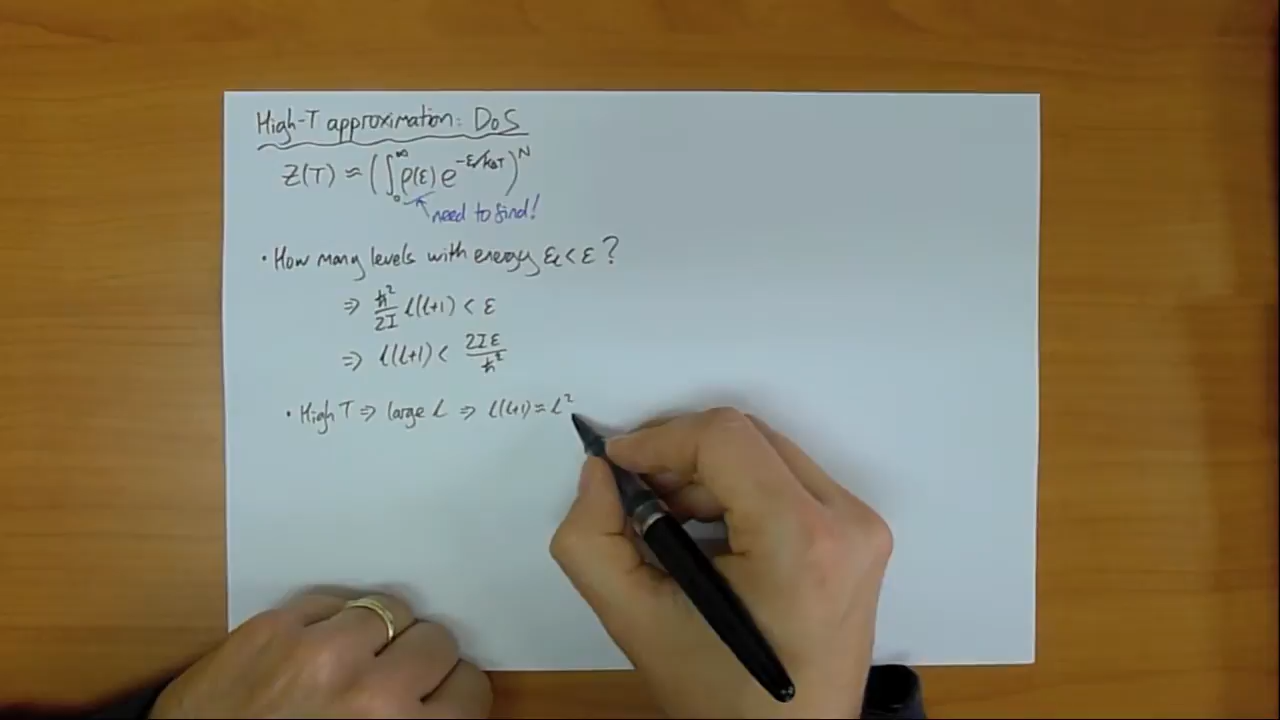 High-T approximation: DoS
Z(T) ≈ (∫₀^∞ ρ(ε) e^{-ε/k_BT})^N
need to find!
• How many levels with energy ε_ℓ < ε ?
⇒ ħ²/2I ℓ(ℓ+1) < ε
⇒ ℓ(ℓ+1) < 2Iε/ħ²
• High T ⇒ large ℓ ⇒ ℓ(ℓ+1) ≈ ℓ²